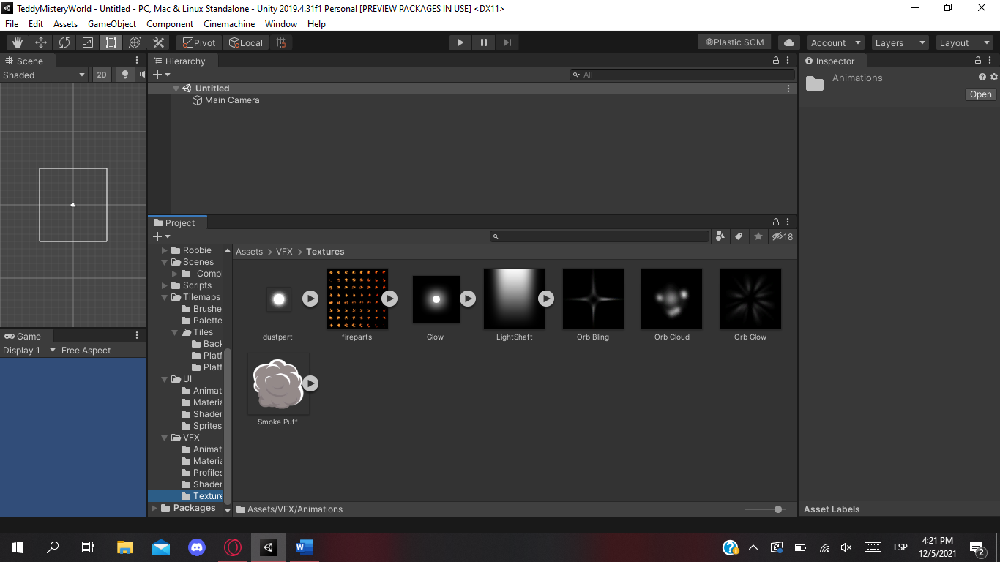 TeddyMisteryWorld - Untitled - PC, Mac & Linux Standalone - Unity 2019.4.31f1 Personal [PREVIEW PACKAGES IN USE] <DX11>
File Edit Assets GameObject Component Cinemachine Window Help
Pivot Local Plastic SCM Account Layers Layout
Scene
Shaded 2D
Hierarchy
All
Untitled
Main Camera
Inspector
Animations
Open
Project
18
Robbie
Scenes
_Comp
Scripts
Tilemaps
Brushe
Palette
Tiles
Back
Platf
Platf
UI
Animat
Materia
Shader
Sprites
VFX
Animat
Materia
Profiles
Shader
Texture
Packages
Assets > VFX > Textures
dustpart fireparts Glow LightShaft Orb Bling Orb Cloud Orb Glow
Smoke Puff
Assets/VFX/Animations
Game
Display 1 Free Aspect
Asset Labels
ESP
4:21 PM
12/5/2021
2